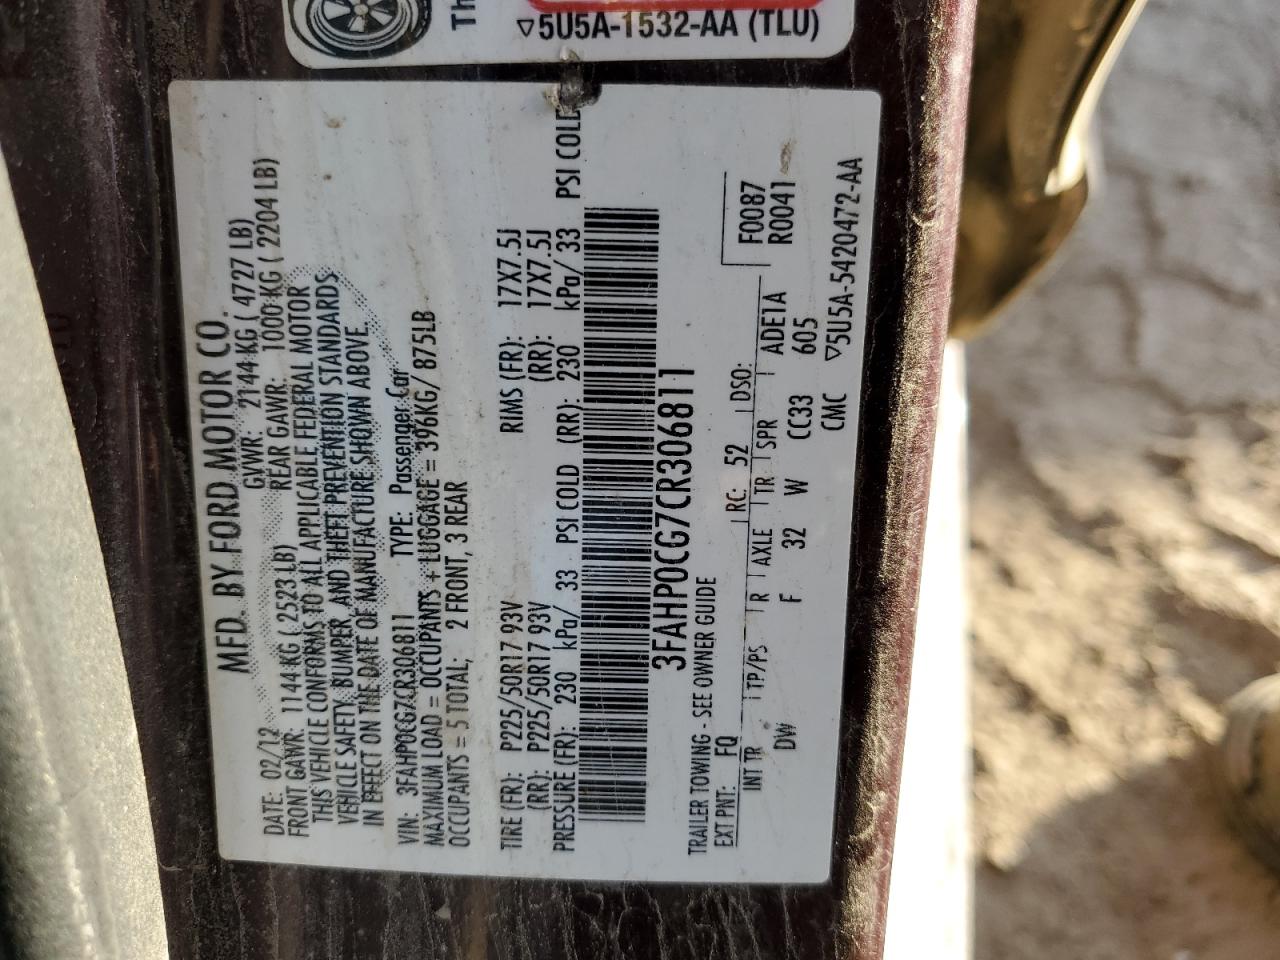 Th
▽5U5A-1532-AA (TLU)
MFD. BY FORD MOTOR CO.
DATE: 02/12 GVWR: 2144 KG ( 4727 LB)
FRONT GAWR: 1144 KG ( 2523 LB) REAR GAWR: 1000 KG ( 2204 LB)
THIS VEHICLE CONFORMS TO ALL APPLICABLE FEDERAL MOTOR
VEHICLE SAFETY, BUMPER, AND THEFT PREVENTION STANDARDS
IN EFFECT ON THE DATE OF MANUFACTURE SHOWN ABOVE.
VIN: 3FAHP0CG7CR306811 TYPE: Passenger Car
MAXIMUM LOAD = OCCUPANTS + LUGGAGE = 396KG/ 875LB
OCCUPANTS = 5 TOTAL; 2 FRONT, 3 REAR
TIRE (FR): P225/50R17 93V RIMS (FR): 17X7.5J
(RR): P225/50R17 93V (RR): 17X7.5J
PRESSURE (FR): 230 kPa/ 33 PSI COLD (RR): 230 kPa/ 33 PSI COLD
3FAHP0CG7CR306811
TRAILER TOWING - SEE OWNER GUIDE
EXT PNT: FQ RC: 52 DSO: F0087
INT TR TP/PS R AXLE TR SPR ADE1A R0041
DW F 32 W CC33 605
CMC ▽5U5A-5420472-AA